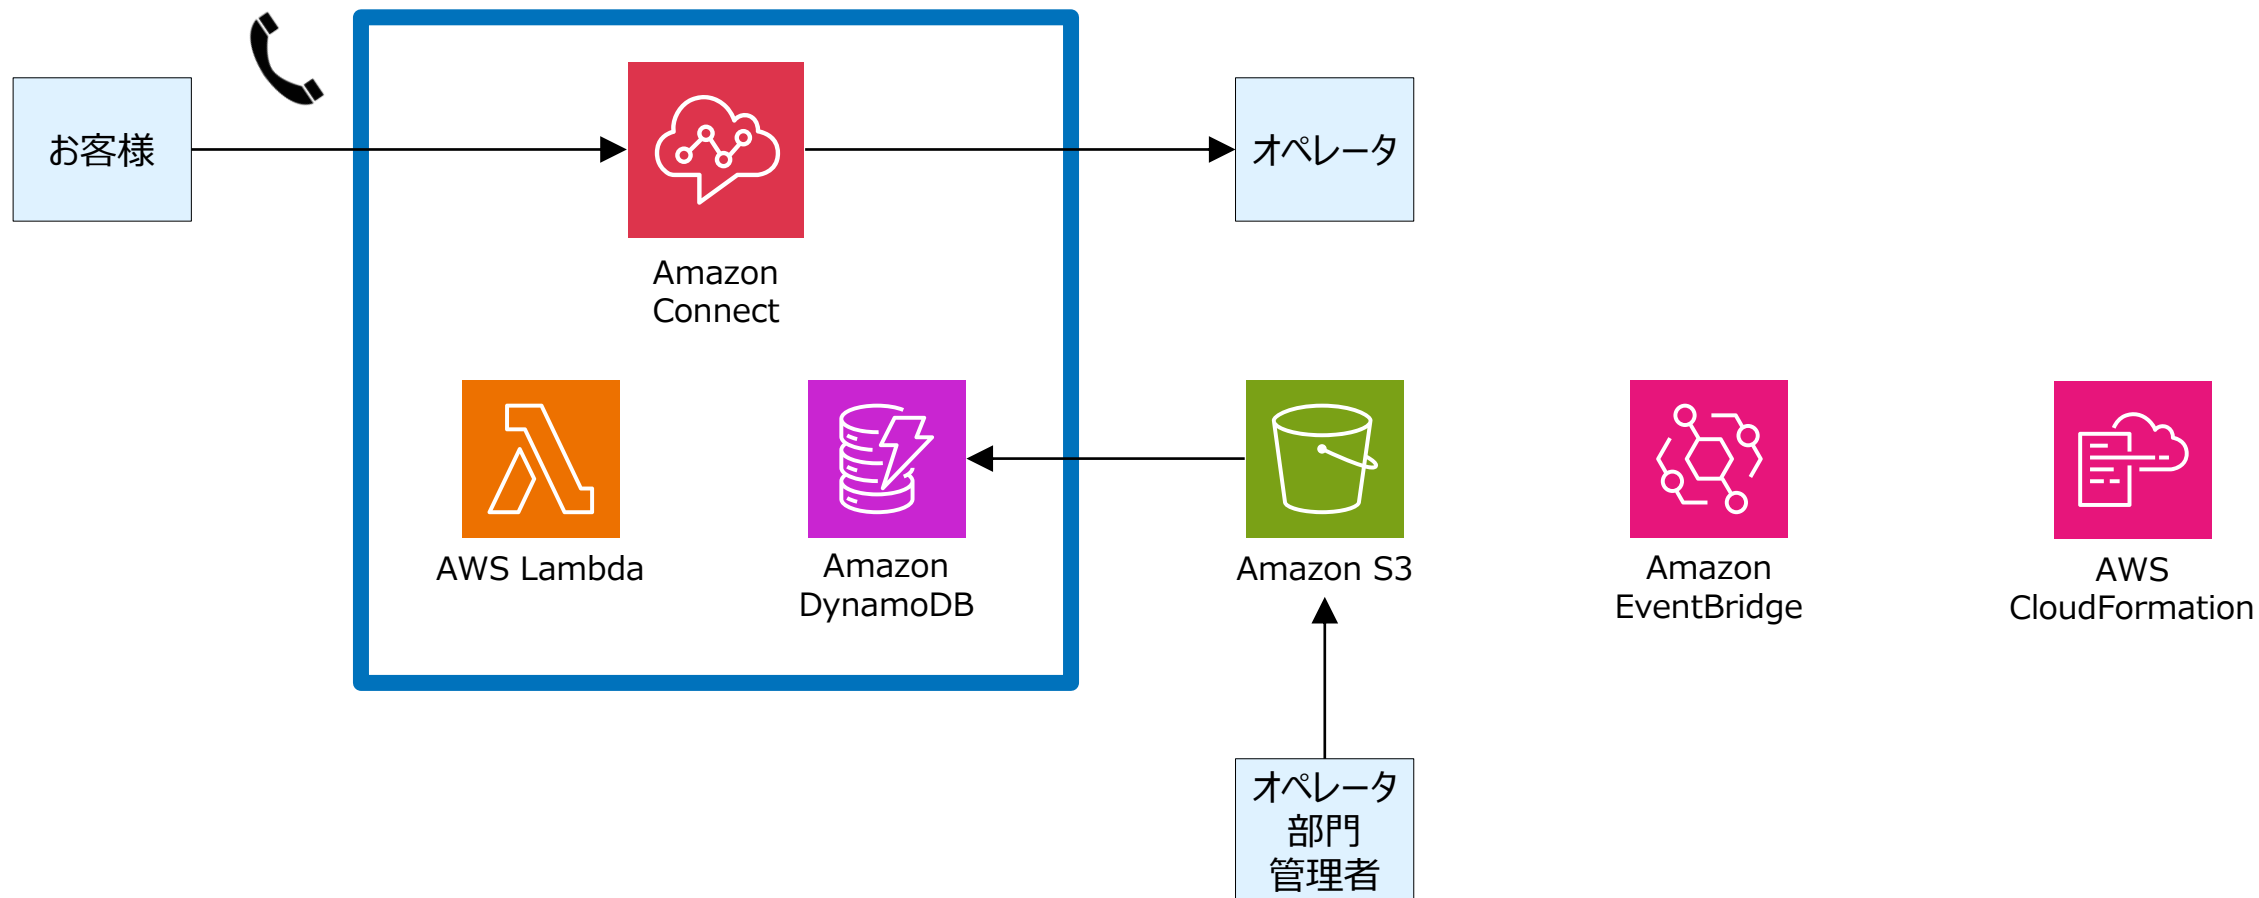 お客様
オペレータ
Amazon
Connect
AWS Lambda
Amazon
DynamoDB
Amazon S3
Amazon
EventBridge
AWS
CloudFormation
オペレータ
部門
管理者